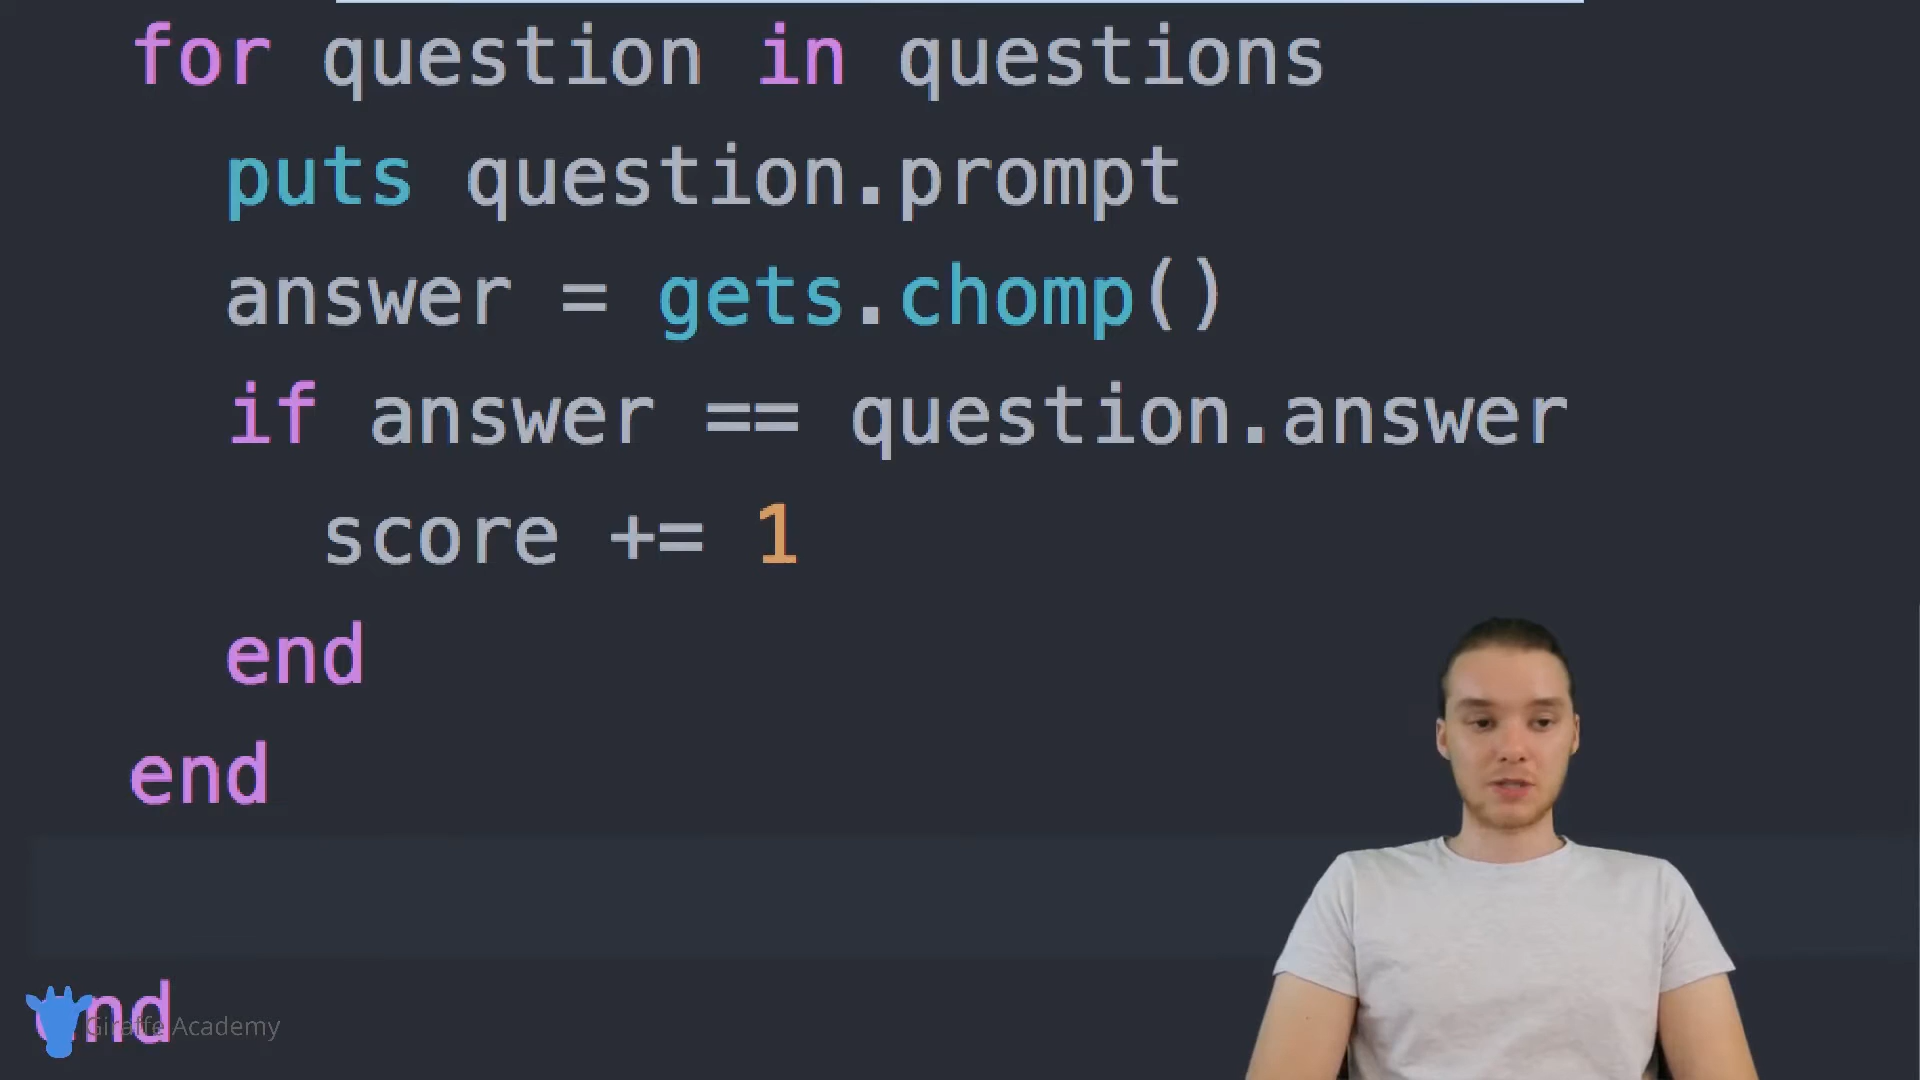 for question in questions
puts question.prompt
answer = gets.chomp()
if answer == question.answer
score += 1
end
end
end
Giraffe Academy